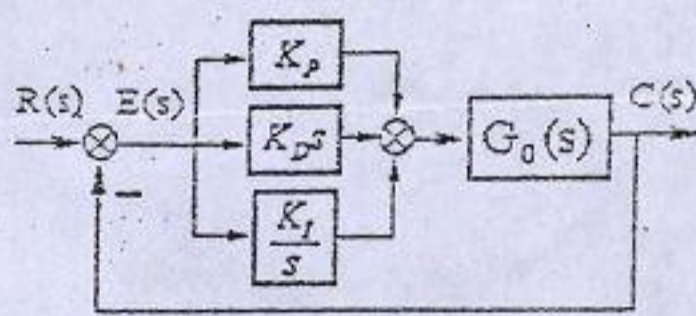 K_P
R(s) E(s) C(s)
K_D s
G_0(s)
−
K_I
s